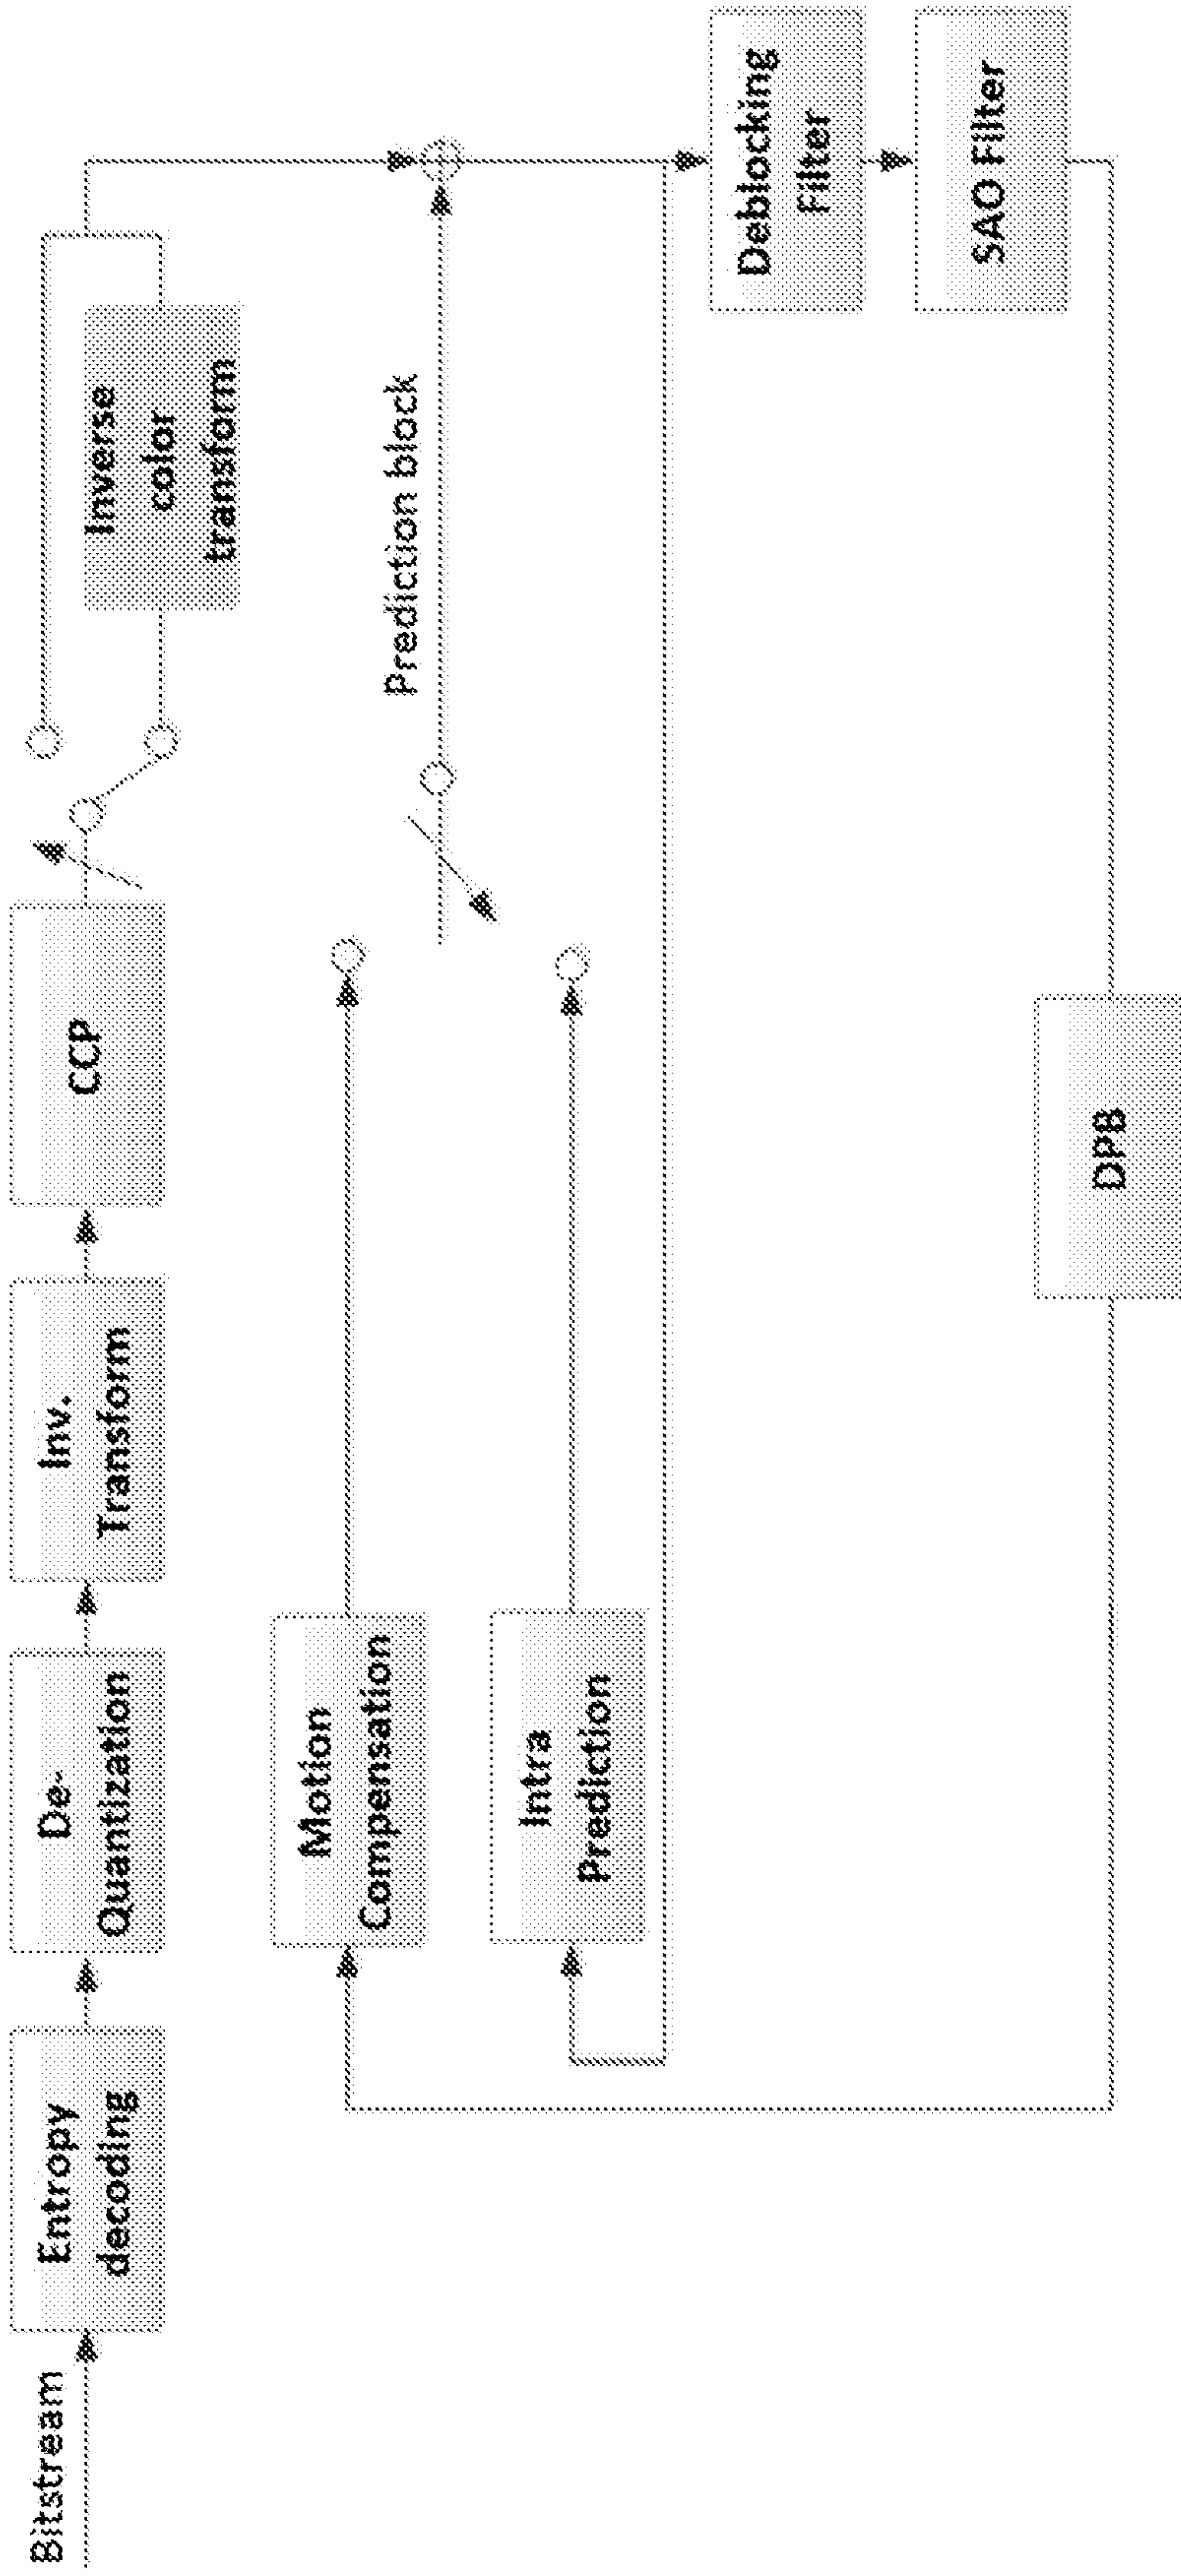 Bitstream
Entropy
decoding
De-
Quantization
Inv.
Transform
CCP
Inverse
color
transform
Motion
Compensation
Intra
Prediction
Prediction block
Deblocking
Filter
SAO Filter
DPB